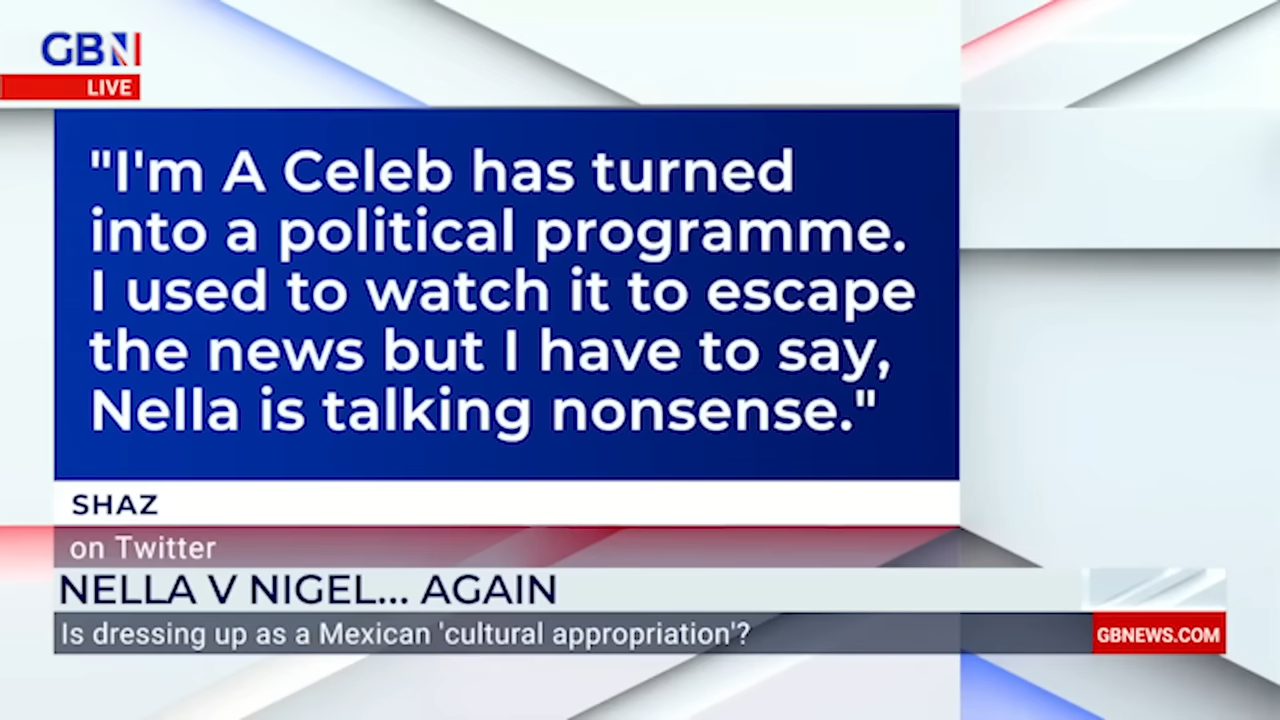 GBN
LIVE
"I'm A Celeb has turned
into a political programme.
I used to watch it to escape
the news but I have to say,
Nella is talking nonsense."
SHAZ
on Twitter
NELLA V NIGEL... AGAIN
Is dressing up as a Mexican 'cultural appropriation'?
GBNEWS.COM